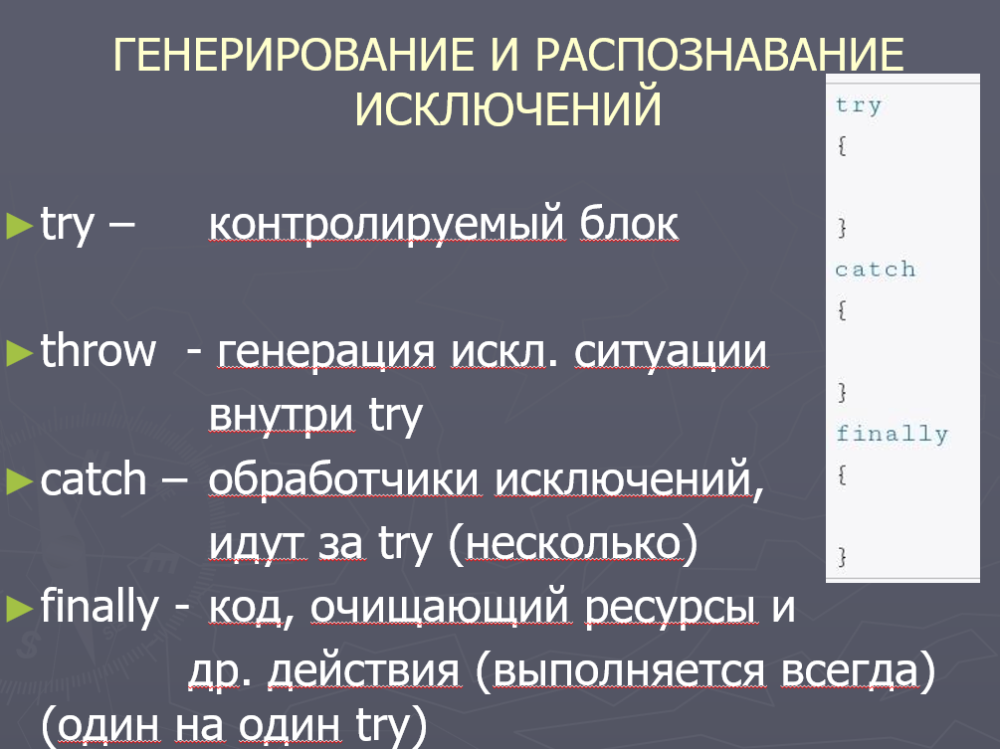 ГЕНЕРИРОВАНИЕ И РАСПОЗНАВАНИЕ
ИСКЛЮЧЕНИЙ
►try – контролируемый блок
►throw - генерация искл. ситуации
внутри try
►catch – обработчики исключений,
идут за try (несколько)
►finally - код, очищающий ресурсы и
др. действия (выполняется всегда)
(один на один try)
try
{
}
catch
{
}
finally
{
}